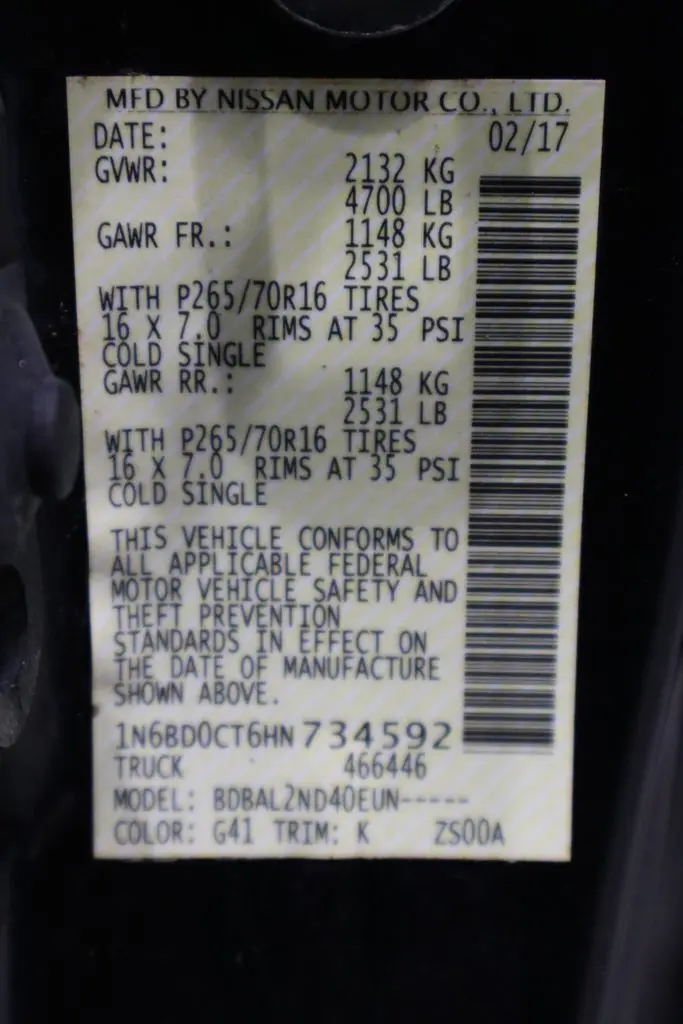 MFD BY NISSAN MOTOR CO., LTD.
DATE: 02/17
GVWR: 2132 KG
4700 LB
GAWR FR.: 1148 KG
2531 LB
WITH P265/70R16 TIRES
16 X 7.0 RIMS AT 35 PSI
COLD SINGLE
GAWR RR.: 1148 KG
2531 LB
WITH P265/70R16 TIRES
16 X 7.0 RIMS AT 35 PSI
COLD SINGLE
THIS VEHICLE CONFORMS TO
ALL APPLICABLE FEDERAL
MOTOR VEHICLE SAFETY AND
THEFT PREVENTION
STANDARDS IN EFFECT ON
THE DATE OF MANUFACTURE
SHOWN ABOVE.
1N6BD0CT6HN734592
TRUCK 466446
MODEL: BDBAL2ND40EUN-----
COLOR: G41 TRIM: K ZS00A